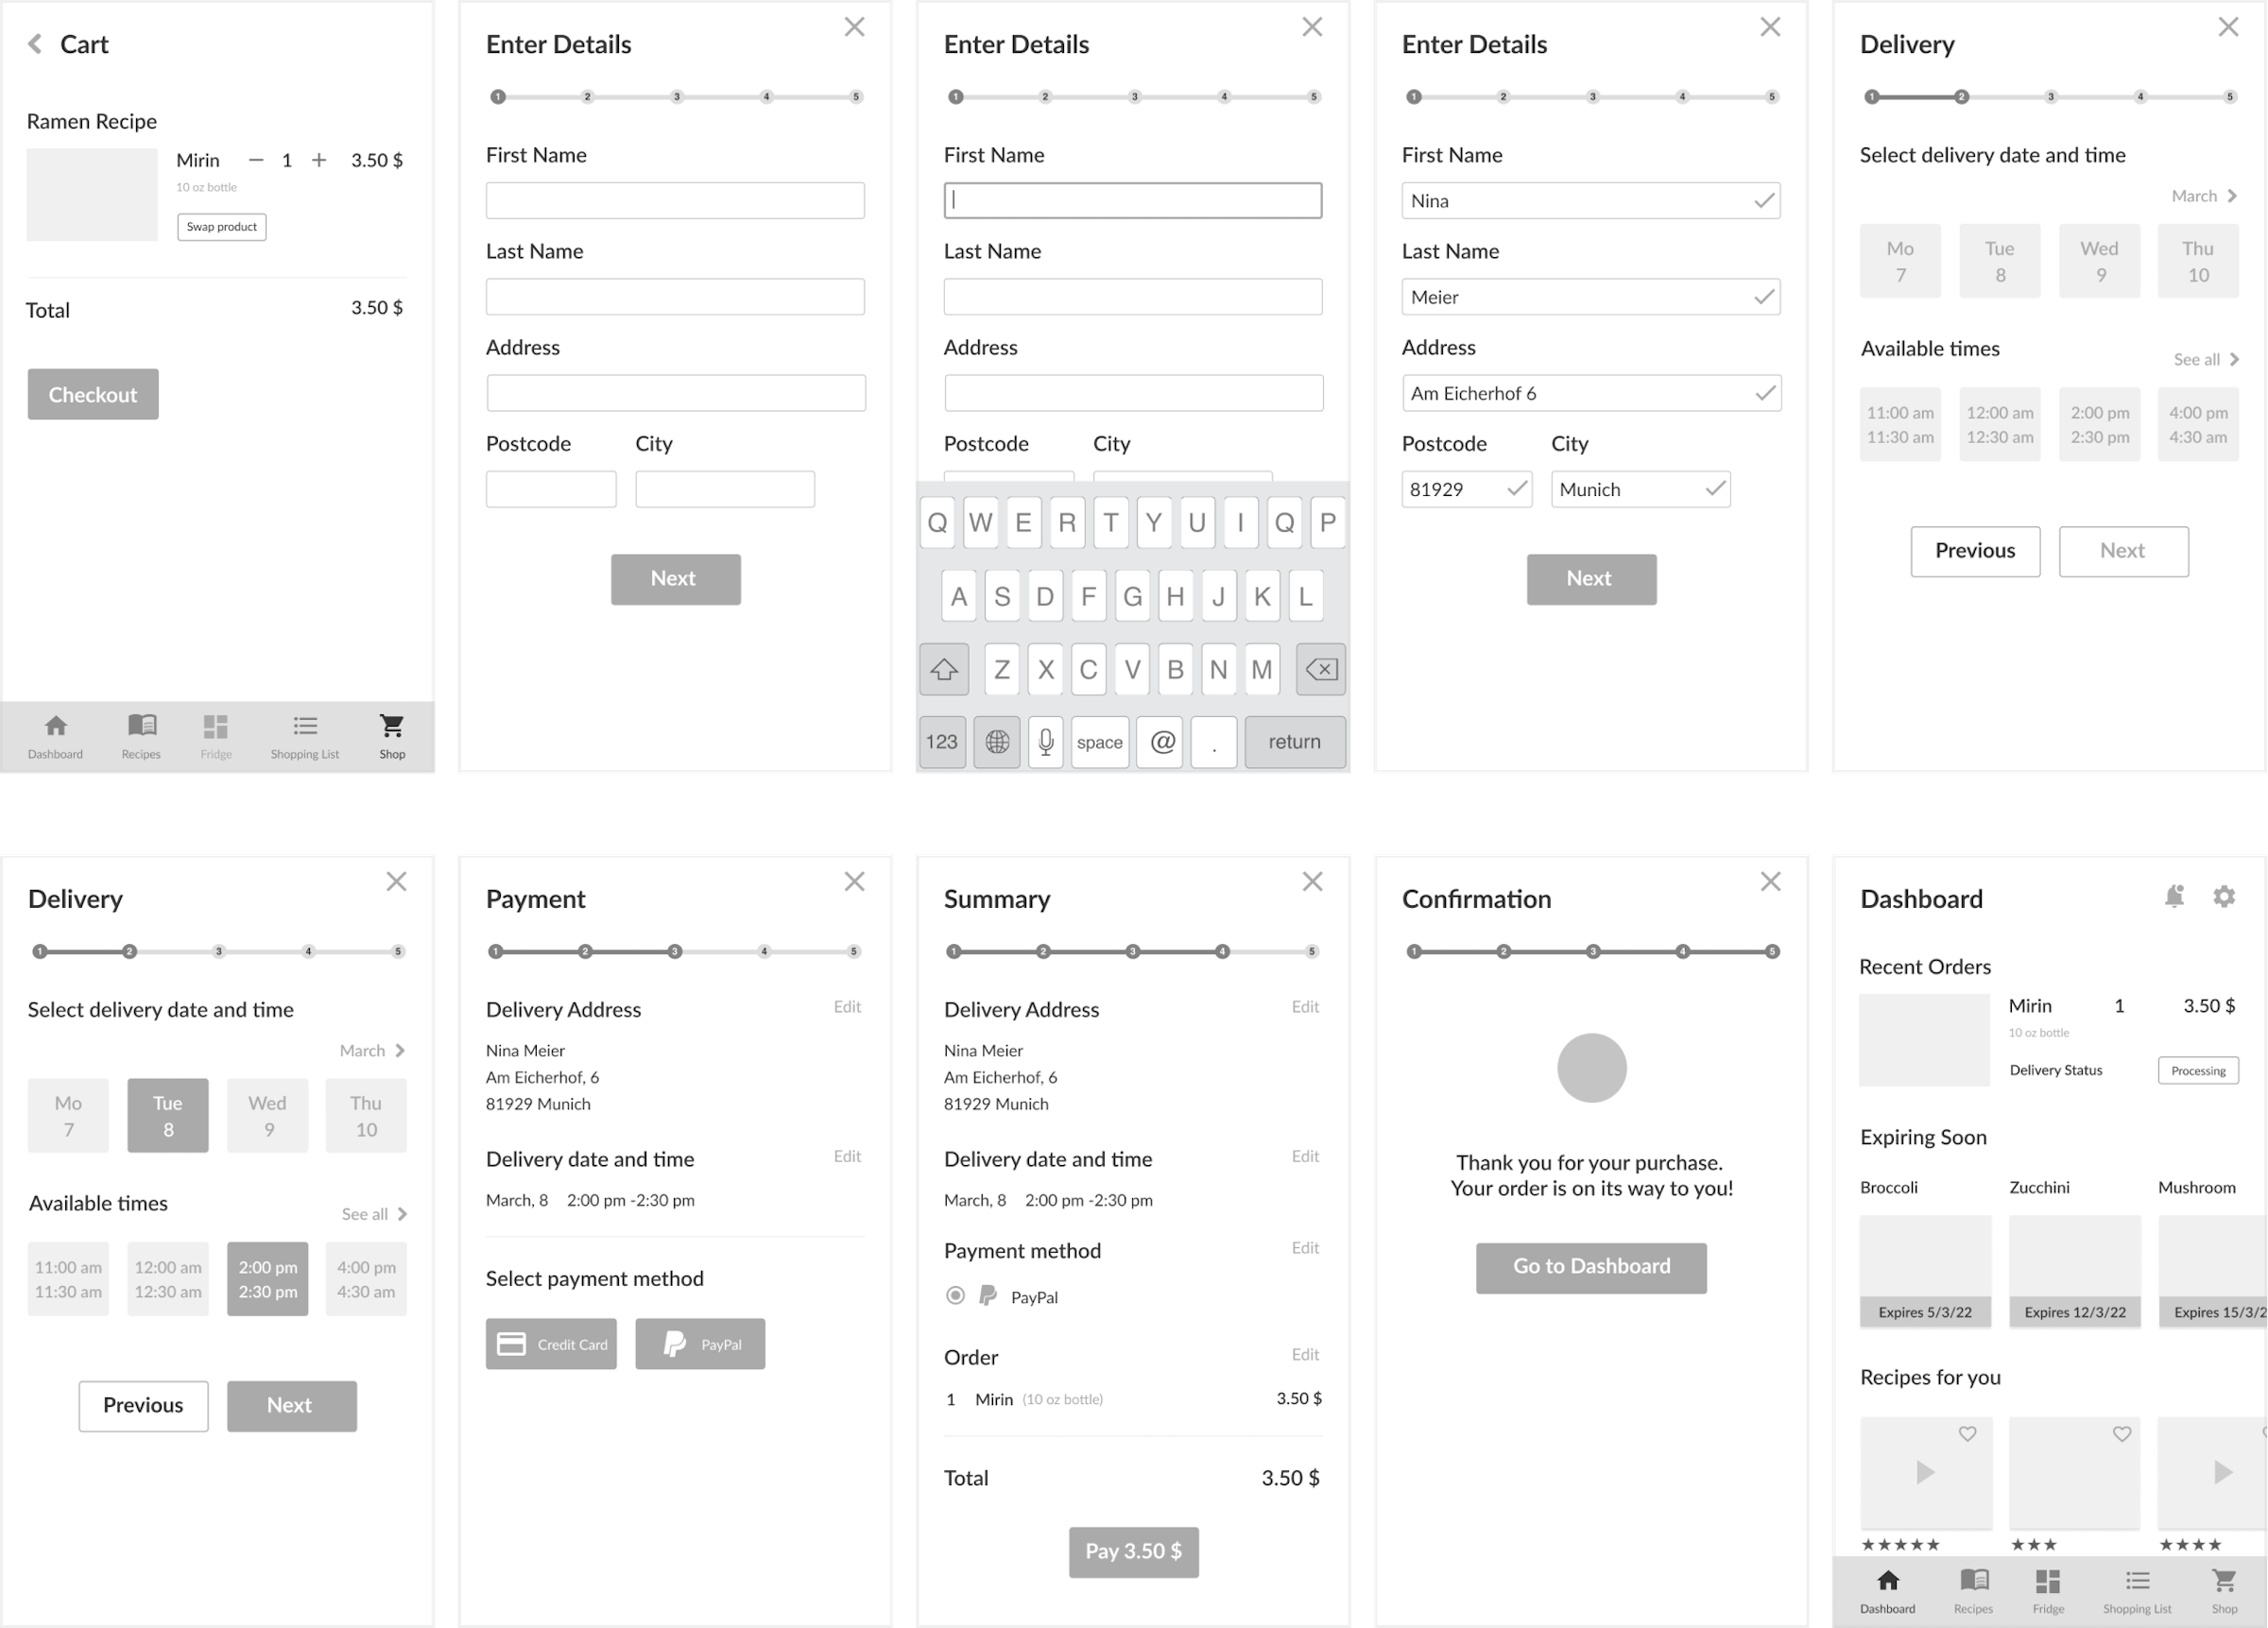 Cart
Ramen Recipe
Mirin 1 3.50 $
10 oz bottle
Swap product
Total 3.50 $
Checkout
Dashboard Recipes Fridge Shopping List Shop
Enter Details
1 2 3 4 5
First Name
Last Name
Address
Postcode City
Next
Enter Details
1 2 3 4 5
First Name
Last Name
Address
Postcode City
Q W E R T Y U I Q P
A S D F G H J K L
Z X C V B N M
123 space @ . return
Enter Details
1 2 3 4 5
First Name
Nina
Last Name
Meier
Address
Am Eicherhof 6
Postcode City
81929 Munich
Next
Delivery
1 2 3 4 5
Select delivery date and time
March
Mo Tue Wed Thu
7 8 9 10
Available times
See all
11:00 am 12:00 am 2:00 pm 4:00 pm
11:30 am 12:30 am 2:30 pm 4:30 am
Previous Next
Delivery
1 2 3 4 5
Select delivery date and time
March
Mo Tue Wed Thu
7 8 9 10
Available times
See all
11:00 am 12:00 am 2:00 pm 4:00 pm
11:30 am 12:30 am 2:30 pm 4:30 am
Previous Next
Payment
1 2 3 4 5
Delivery Address Edit
Nina Meier
Am Eicherhof, 6
81929 Munich
Delivery date and time Edit
March, 8 2:00 pm -2:30 pm
Select payment method
Credit Card PayPal
Summary
1 2 3 4 5
Delivery Address Edit
Nina Meier
Am Eicherhof, 6
81929 Munich
Delivery date and time Edit
March, 8 2:00 pm -2:30 pm
Payment method Edit
PayPal
Order Edit
1 Mirin (10 oz bottle) 3.50 $
Total 3.50 $
Pay 3.50 $
Confirmation
1 2 3 4 5
Thank you for your purchase.
Your order is on its way to you!
Go to Dashboard
Dashboard
Recent Orders
Mirin 1 3.50 $
10 oz bottle
Delivery Status Processing
Expiring Soon
Broccoli Zucchini Mushroom
Expires 5/3/22 Expires 12/3/22 Expires 15/3/2
Recipes for you
★★★★★ ★★★ ★★★★
Dashboard Recipes Fridge Shopping List Shop